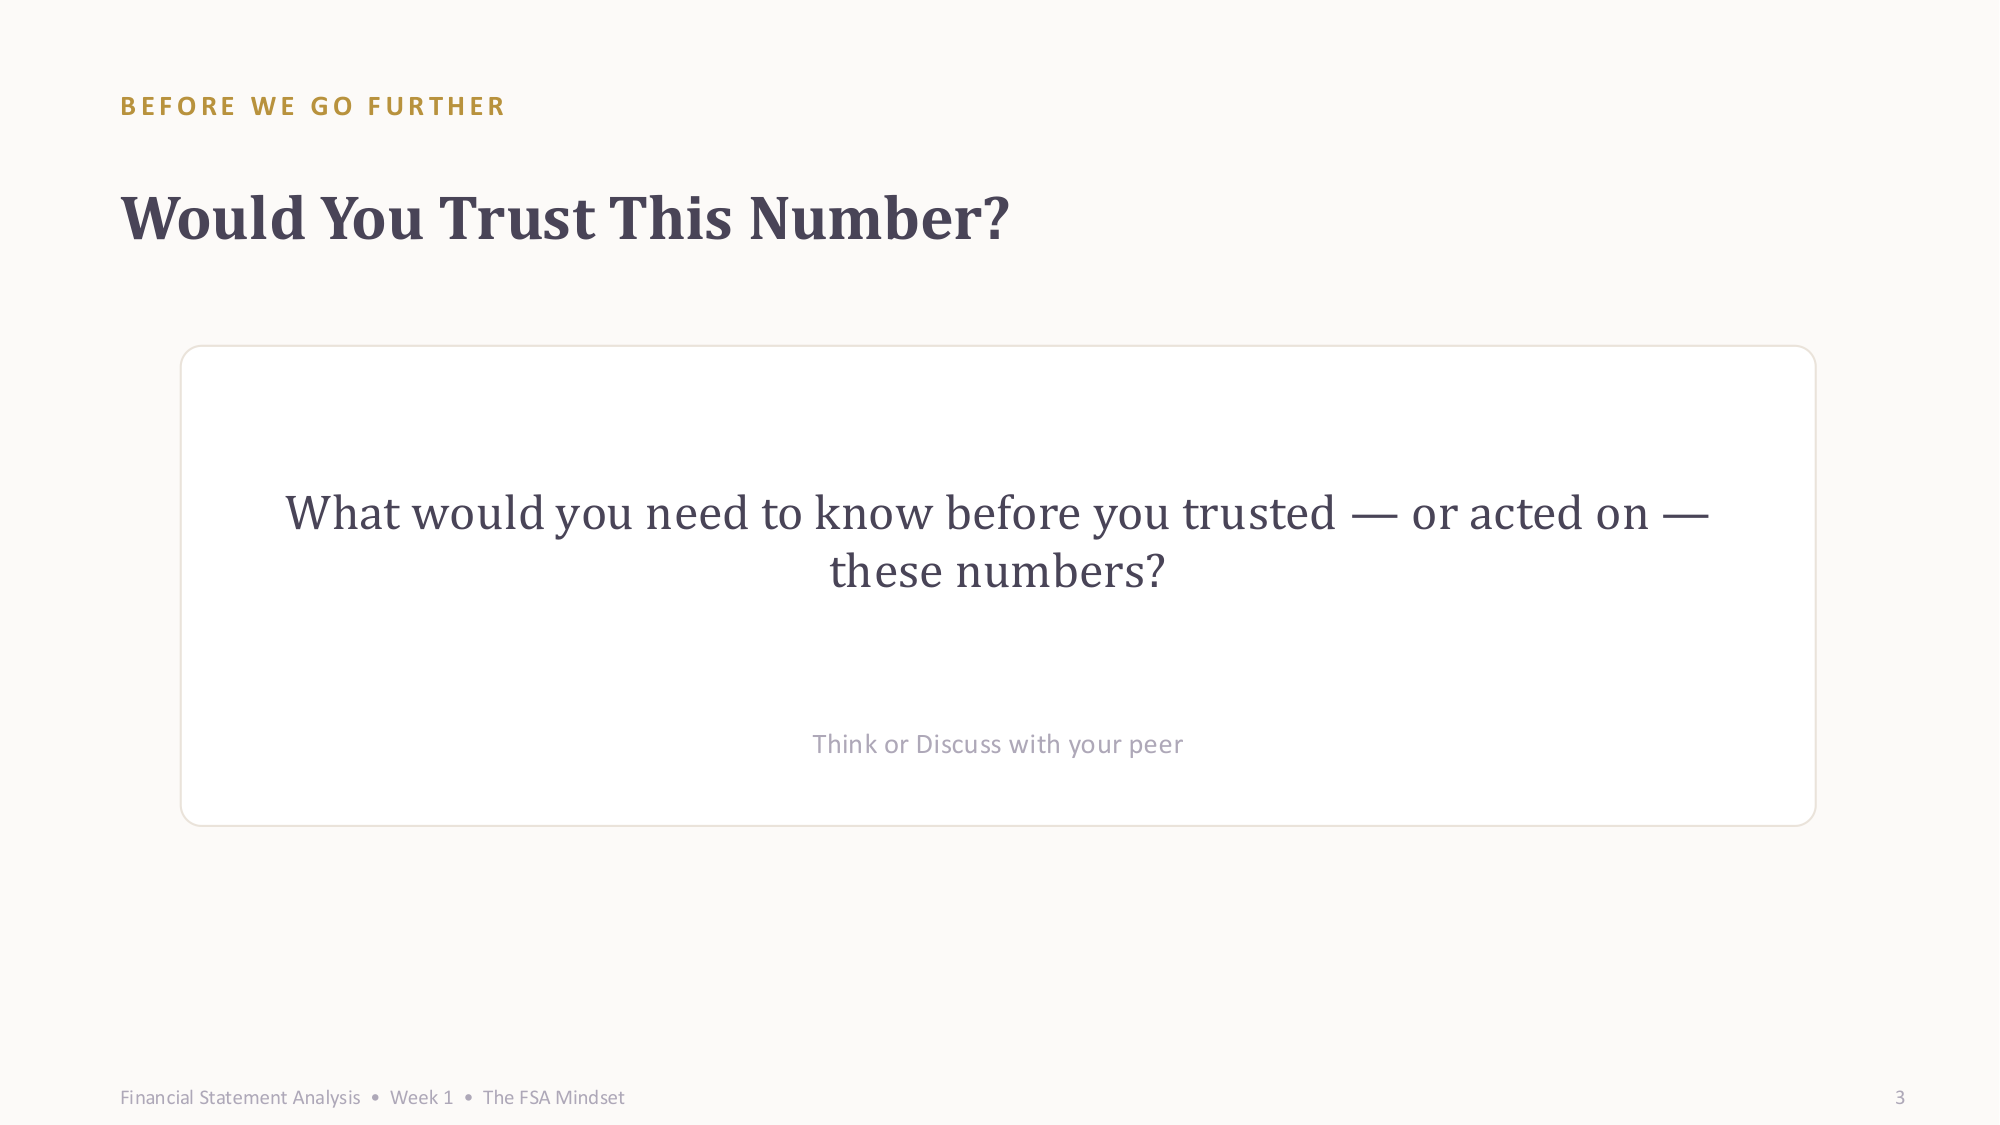 BEFORE WE GO FURTHER
Would You Trust This Number?
What would you need to know before you trusted — or acted on —
these numbers?
Think or Discuss with your peer
Financial Statement Analysis • Week 1 • The FSA Mindset
3